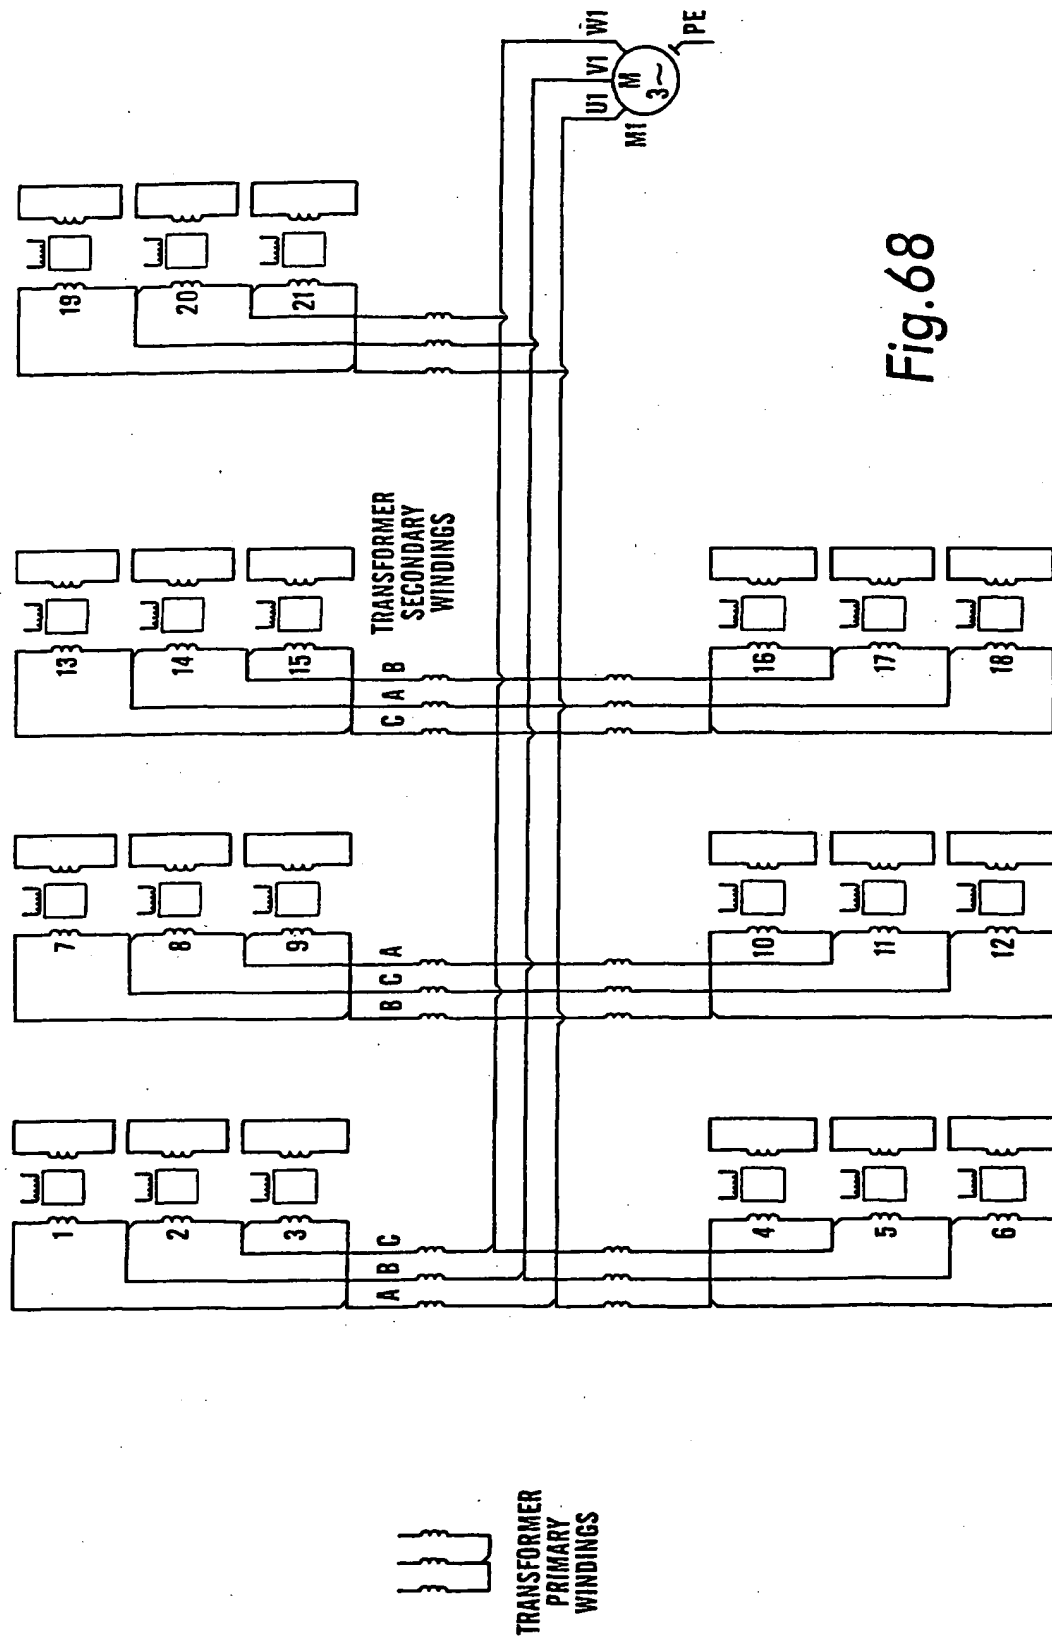 1
2
3
A B C
7
8
9
B C A
13
14
15
C A B
TRANSFORMER
SECONDARY
WINDINGS
19
20
21
TRANSFORMER
PRIMARY
WINDINGS
U1 V1 W1
M1
M
3~
PE
4
5
6
10
11
12
16
17
18
Fig.68